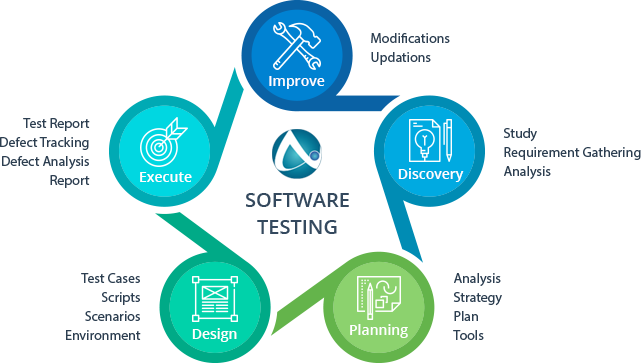 Improve
Modifications
Updations
Discovery
Study
Requirement Gathering
Analysis
Planning
Analysis
Strategy
Plan
Tools
Design
Test Cases
Scripts
Scenarios
Environment
Execute
Test Report
Defect Tracking
Defect Analysis
Report
SOFTWARE
TESTING